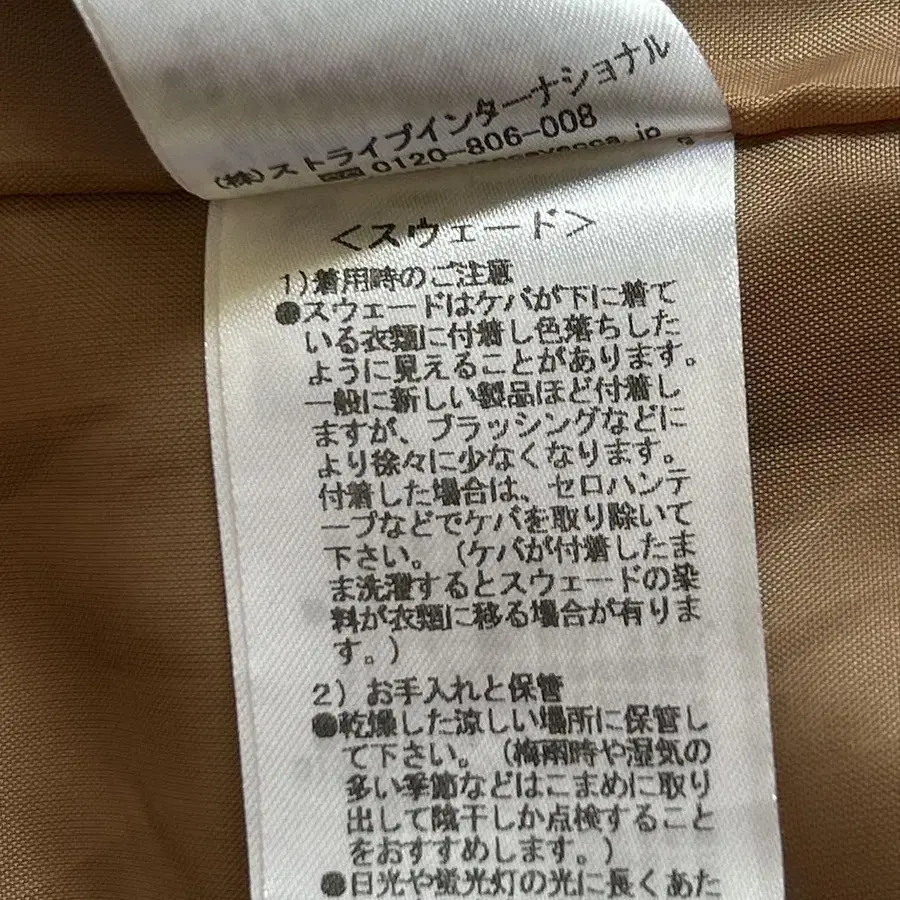 (株)ストライプインターナショナル
0120-806-008
<スウェード>
1)着用時のご注意
●スウェードはケバが下に着て
いる衣類に付着し色落ちした
ように見えることがあります。
一般に新しい製品ほど付着し
ますが、ブラッシングなどに
より徐々に少なくなります。
付着した場合は、セロハンテ
ープなどでケバを取り除いて
下さい。(ケバが付着したま
ま洗濯するとスウェードの染
料が衣類に移る場合が有りま
す。)
2) お手入れと保管
●乾燥した涼しい場所に保管し
て下さい。(梅雨時や湿気の
多い季節などはこまめに取り
出して陰干しか点検すること
をおすすめします。)
●日光や蛍光灯の光に長くあた